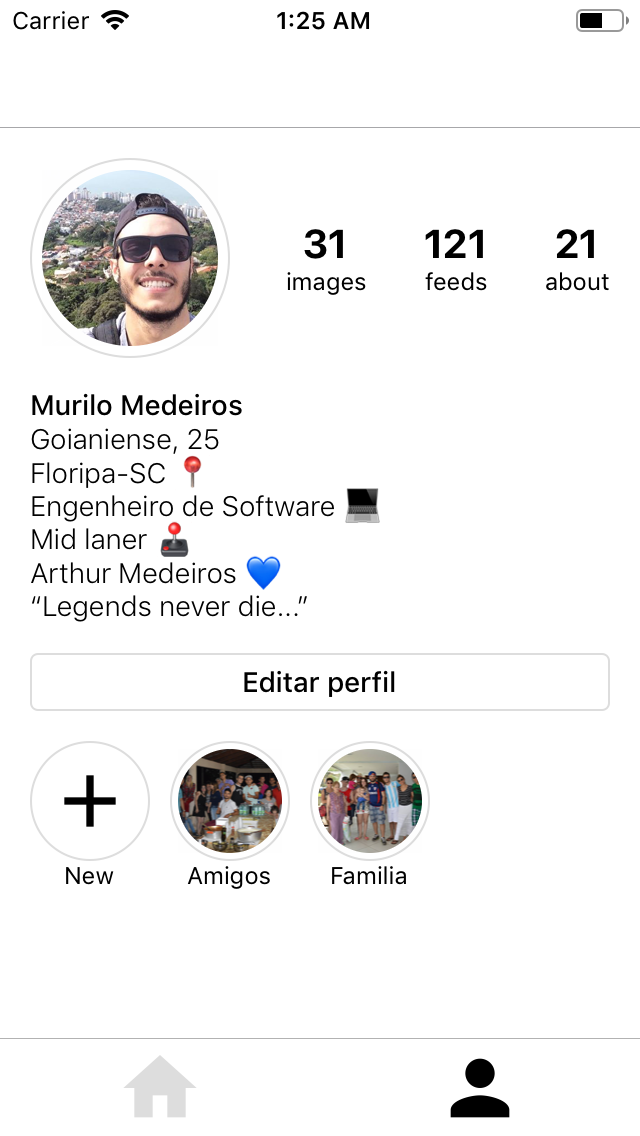 Carrier 1:25 AM
31 121 21
images feeds about
Murilo Medeiros
Goianiense, 25
Floripa-SC 📍
Engenheiro de Software 💻
Mid laner 🕹️
Arthur Medeiros 💙
“Legends never die...”
Editar perfil
New Amigos Familia